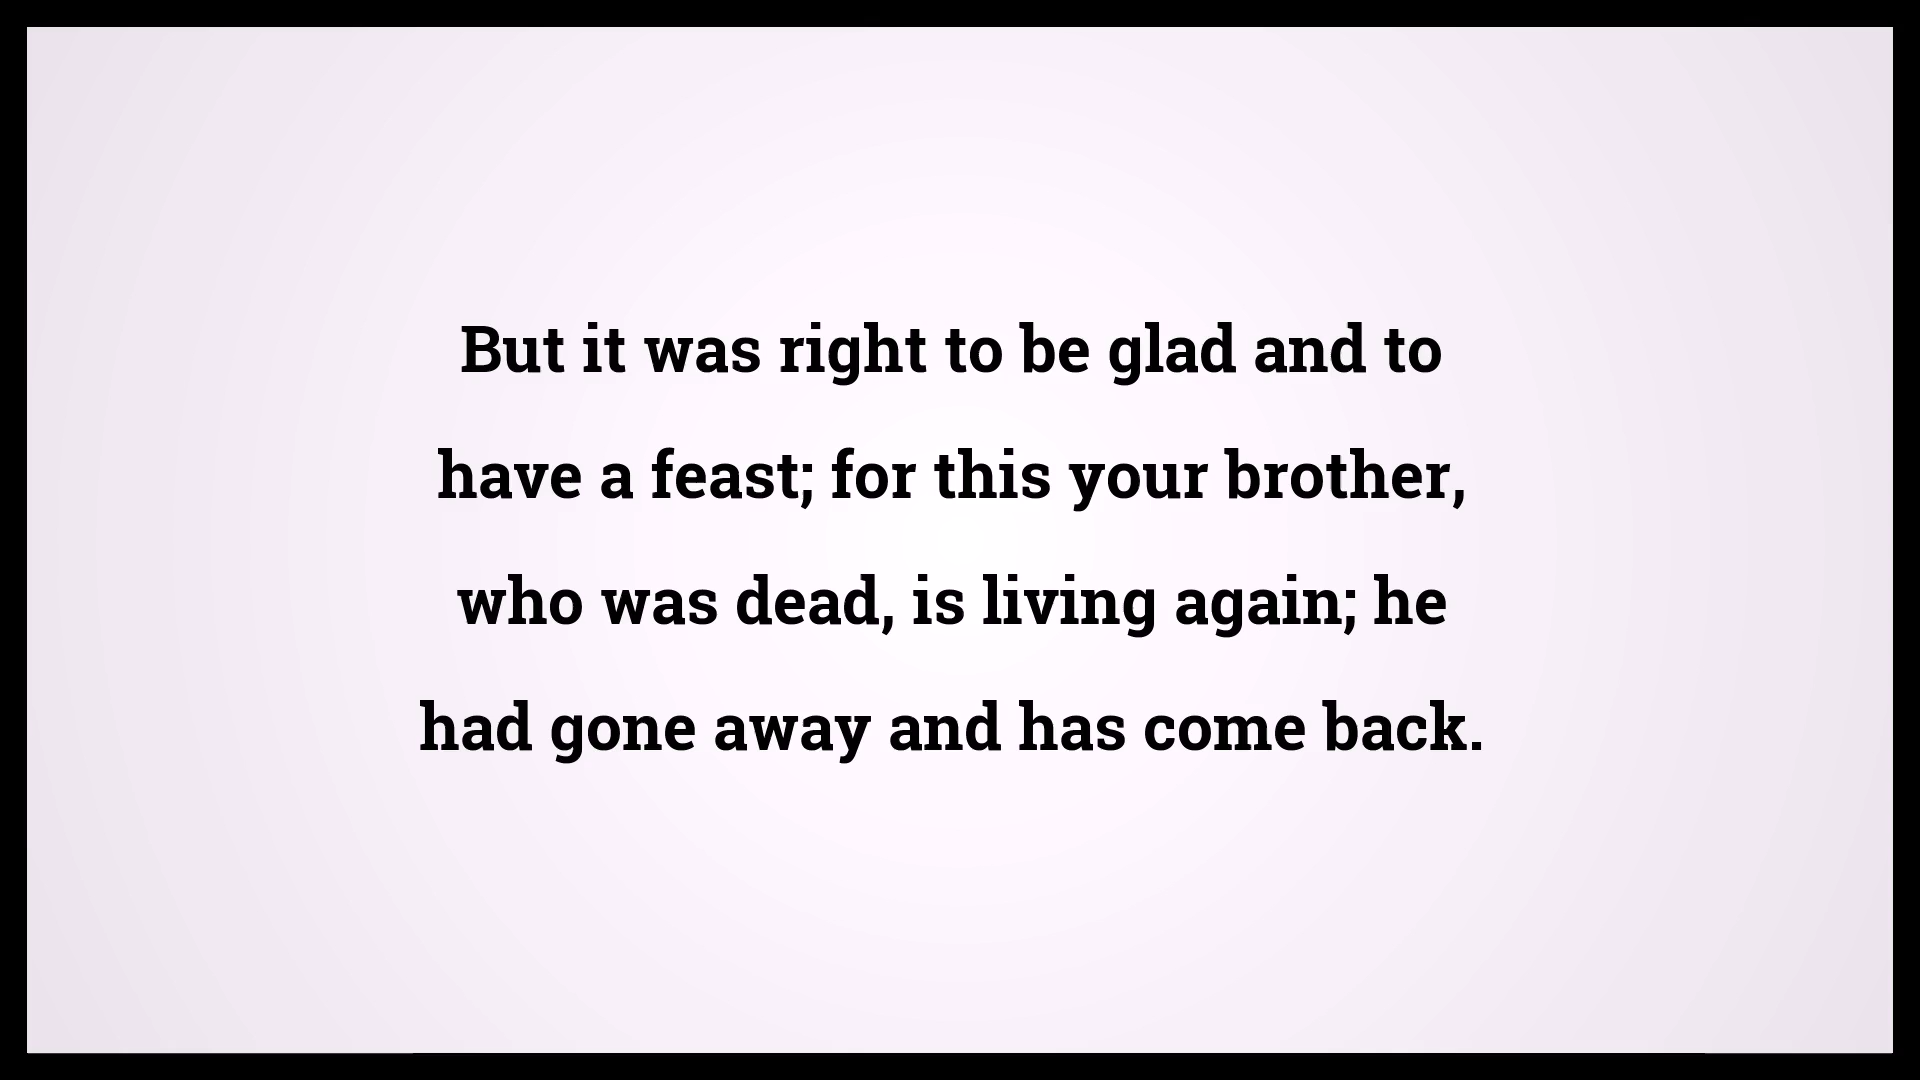 But it was right to be glad and to
have a feast; for this your brother,
who was dead, is living again; he
had gone away and has come back.